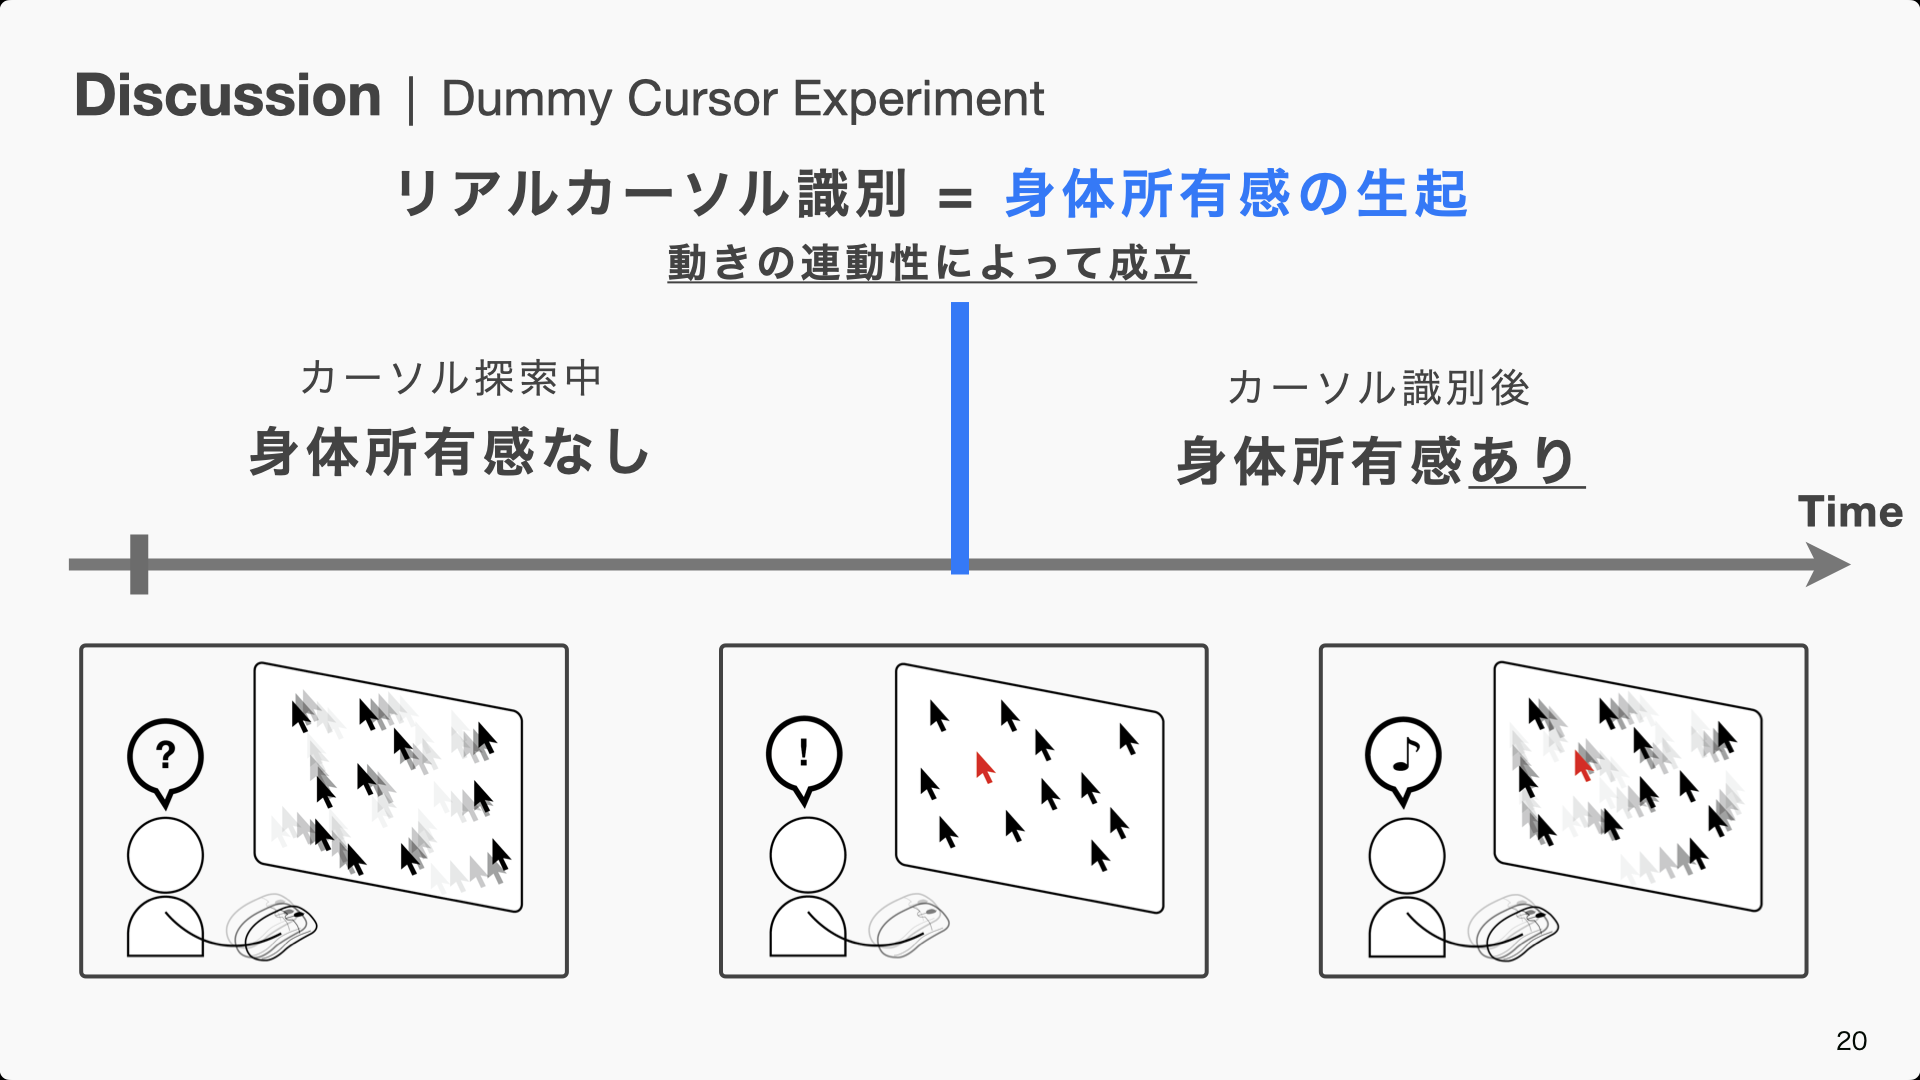 Discussion | Dummy Cursor Experiment
リアルカーソル識別 = 身体所有感の生起
動きの連動性によって成立
カーソル探索中
身体所有感なし
カーソル識別後
身体所有感あり
Time
?
!
♪
20